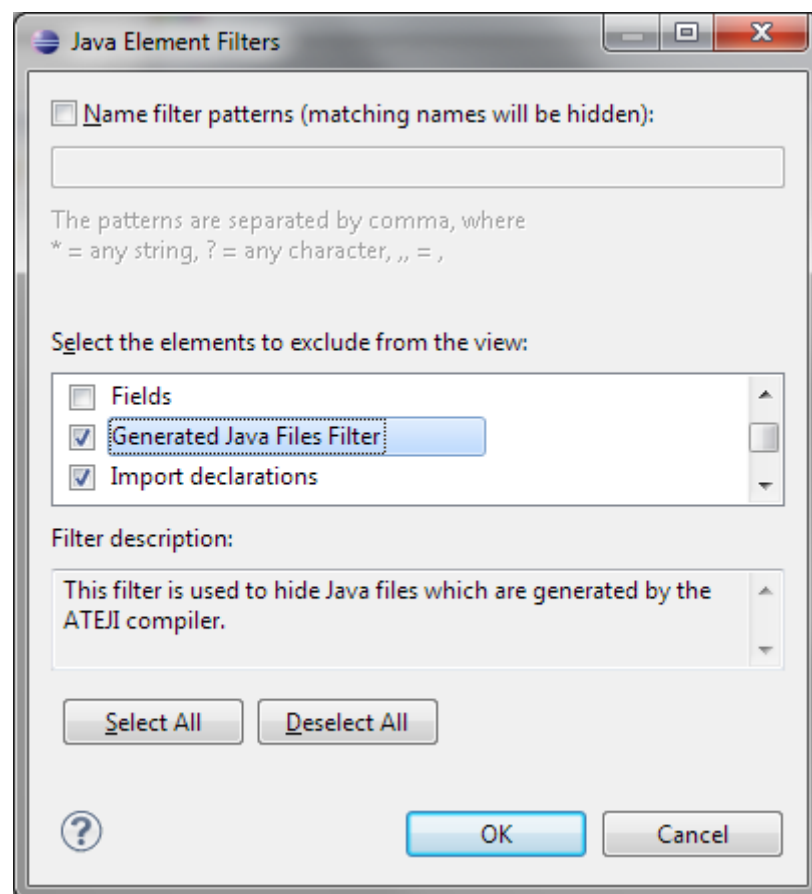 Java Element Filters
Name filter patterns (matching names will be hidden):
The patterns are separated by comma, where
* = any string, ? = any character, ,, = ,
Select the elements to exclude from the view:
Fields
Generated Java Files Filter
Import declarations
Filter description:
This filter is used to hide Java files which are generated by the
ATEJI compiler.
Select All Deselect All
? OK Cancel